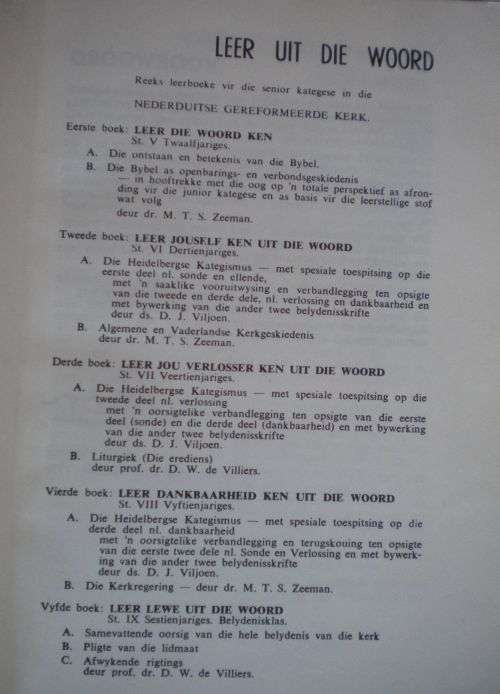 LEER UIT DIE WOORD
Reeks leerboeke vir die senior kategese in die
NEDERDUITSE GEREFORMEERDE KERK.
Eerste boek: LEER DIE WOORD KEN
St. V Twaalfjariges.
A. Die ontstaan en betekenis van die Bybel.
B. Die Bybel as openbarings- en verbondsgeskiedenis
— in hooftrekke met die oog op 'n totale perspektief as afron-
ding vir die junior kategese en as basis vir die leerstellige stof
wat volg
deur dr. M. T. S. Zeeman.
Tweede boek: LEER JOUSELF KEN UIT DIE WOORD
St. VI Dertienjariges.
A. Die Heidelbergse Kategismus — met spesiale toespitsing op die
eerste deel nl. sonde en ellende,
met 'n saaklike vooruitwysing en verbandlegging ten opsigte
van die tweede en derde dele, nl. verlossing en dankbaarheid en
met bywerking van die ander twee belydenisskrifte
deur ds. D. J. Viljoen.
B. Algemene en Vaderlandse Kerkgeskiedenis
deur dr. M. T. S. Zeeman.
Derde boek: LEER JOU VERLOSSER KEN UIT DIE WOORD
St. VII Veertienjariges.
A. Die Heidelbergse Kategismus — met spesiale toespitsing op die
tweede deel nl. verlossing
met 'n oorsigtelike verbandlegging ten opsigte van die eerste
deel (sonde) en die derde deel (dankbaarheid) en met bywerking
van die ander twee belydenisskrifte
deur ds. D. J. Viljoen.
B. Liturgiek (Die erediens)
deur prof. dr. D. W. de Villiers.
Vierde boek: LEER DANKBAARHEID KEN UIT DIE WOORD
St. VIII Vyftienjariges.
A. Die Heidelbergse Kategismus — met spesiale toespitsing op die
derde deel nl. dankbaarheid
met 'n oorsigtelike verbandlegging en terugskouing ten opsigte
van die eerste twee dele nl. Sonde en Verlossing en met bywerk-
ing van die ander twee belydenisskrifte
deur ds. D. J. Viljoen.
B. Die Kerkregering — deur dr. M. T. S. Zeeman.
Vyfde boek: LEER LEWE UIT DIE WOORD
St. IX Sestienjariges. Belydenisklas.
A. Samevattende oorsig van die hele belydenis van die kerk
B. Pligte van die lidmaat
C. Afwykende rigtings
deur prof. dr. D. W. de Villiers.